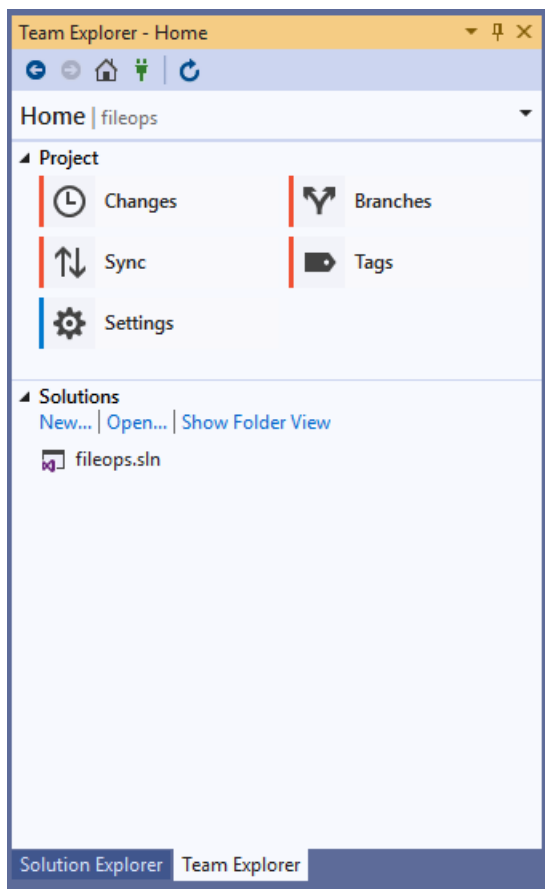 Team Explorer - Home
Home | fileops
Project
Changes
Branches
Sync
Tags
Settings
Solutions
New... | Open... | Show Folder View
fileops.sln
Solution Explorer
Team Explorer